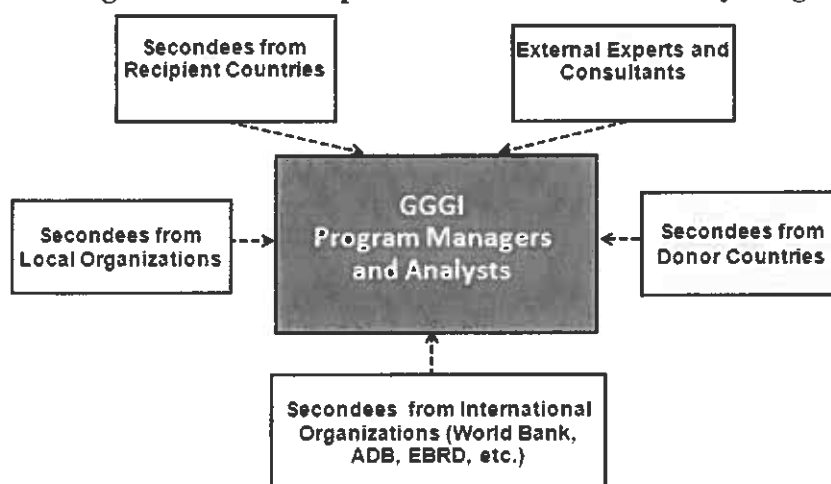 Secondees from
Recipient Countries
External Experts and
Consultants
GGGI
Program Managers
and Analysts
Secondees from
Local Organizations
Secondees from
Donor Countries
Secondees from International
Organizations (World Bank,
ADB, EBRD, etc.)